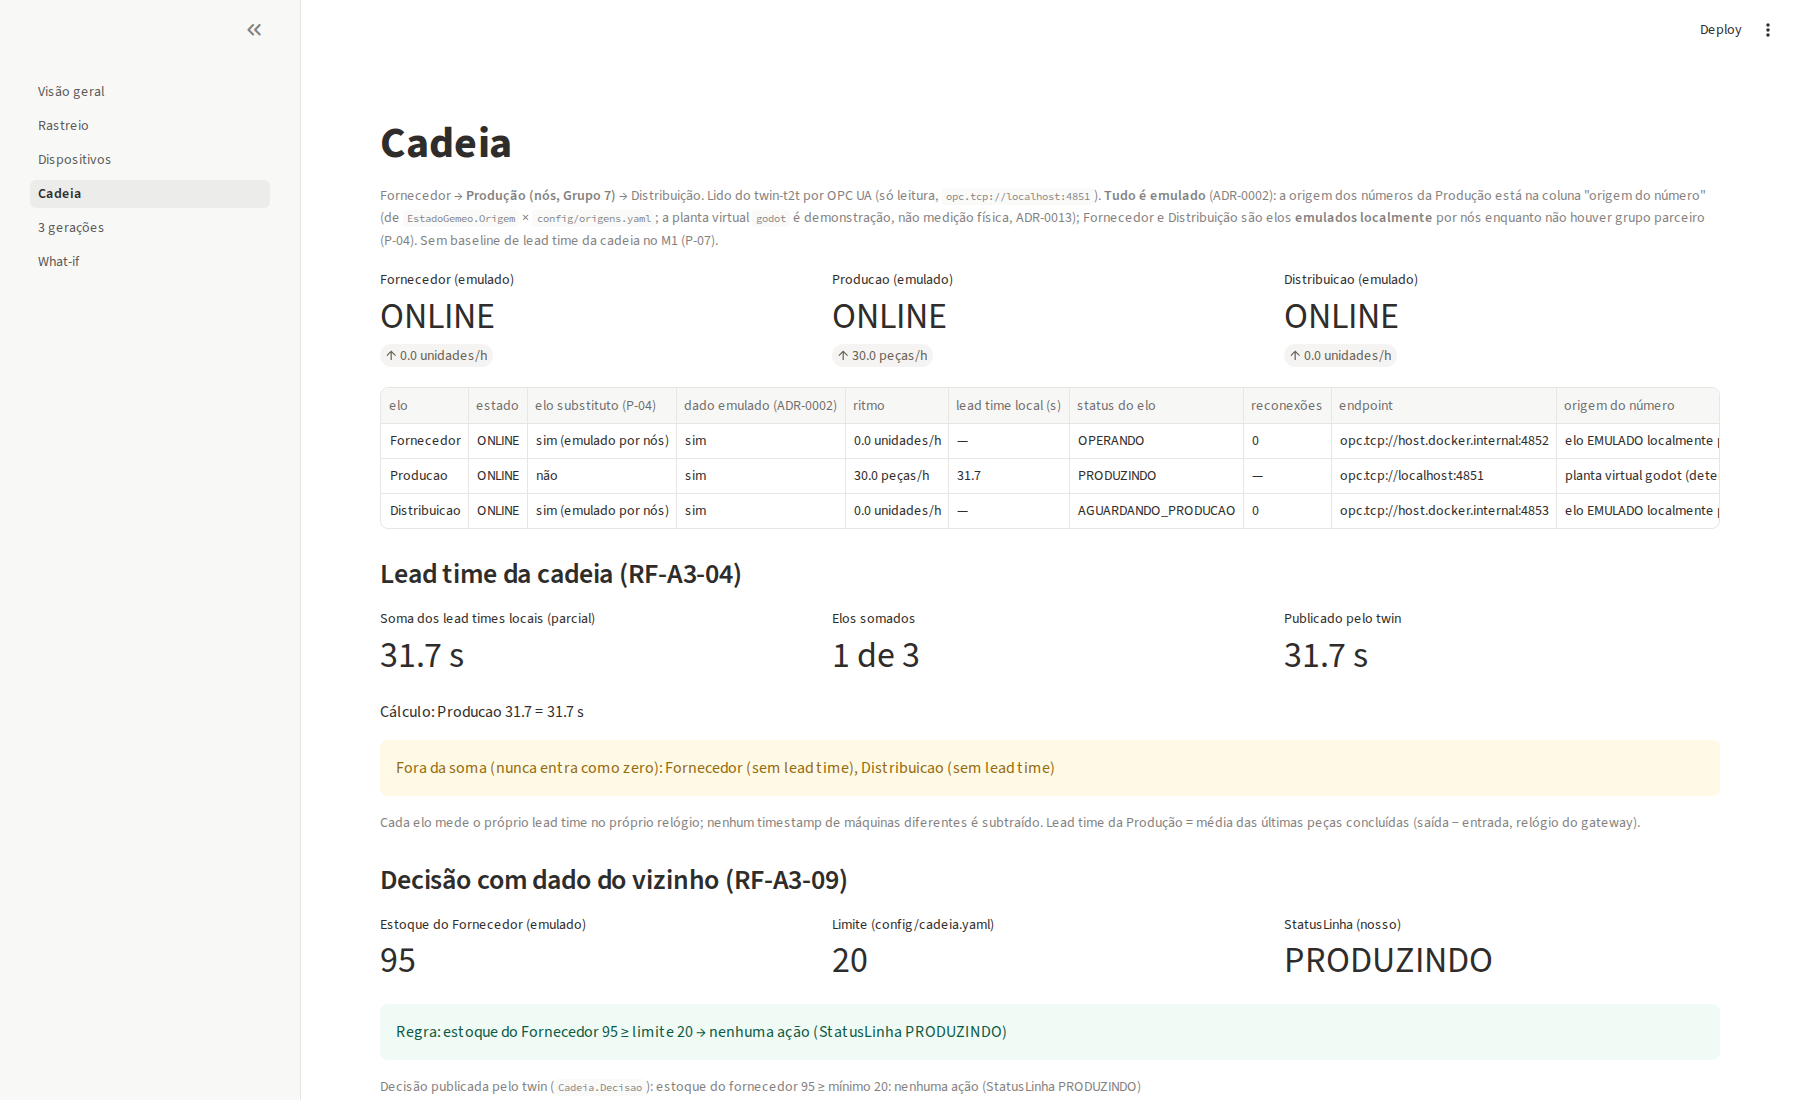 Deploy
Visão geral
Rastreio
Dispositivos
Cadeia
3 gerações
What-if
Cadeia
Fornecedor → Produção (nós, Grupo 7) → Distribuição. Lido do twin-t2t por OPC UA (só leitura, opc.tcp://localhost:4851 ). Tudo é emulado (ADR-0002): a origem dos números da Produção está na coluna "origem do número"
(de EstadoGemeo.Origem × config/origens.yaml ; a planta virtual godot é demonstração, não medição física, ADR-0013); Fornecedor e Distribuição são elos emulados localmente por nós enquanto não houver grupo parceiro
(P-04). Sem baseline de lead time da cadeia no M1 (P-07).
Fornecedor (emulado) Producao (emulado) Distribuicao (emulado)
ONLINE ONLINE ONLINE
↑ 0.0 unidades/h ↑ 30.0 peças/h ↑ 0.0 unidades/h
elo estado elo substituto (P-04) dado emulado (ADR-0002) ritmo lead time local (s) status do elo reconexões endpoint origem do número
Fornecedor ONLINE sim (emulado por nós) sim 0.0 unidades/h — OPERANDO 0 opc.tcp://host.docker.internal:4852 elo EMULADO localmente
Producao ONLINE não sim 30.0 peças/h 31.7 PRODUZINDO — opc.tcp://localhost:4851 planta virtual godot (dete
Distribuicao ONLINE sim (emulado por nós) sim 0.0 unidades/h — AGUARDANDO_PRODUCAO 0 opc.tcp://host.docker.internal:4853 elo EMULADO localmente
Lead time da cadeia (RF-A3-04)
Soma dos lead times locais (parcial) Elos somados Publicado pelo twin
31.7 s 1 de 3 31.7 s
Cálculo: Producao 31.7 = 31.7 s
Fora da soma (nunca entra como zero): Fornecedor (sem lead time), Distribuicao (sem lead time)
Cada elo mede o próprio lead time no próprio relógio; nenhum timestamp de máquinas diferentes é subtraído. Lead time da Produção = média das últimas peças concluídas (saída − entrada, relógio do gateway).
Decisão com dado do vizinho (RF-A3-09)
Estoque do Fornecedor (emulado) Limite (config/cadeia.yaml) StatusLinha (nosso)
95 20 PRODUZINDO
Regra: estoque do Fornecedor 95 ≥ limite 20 → nenhuma ação (StatusLinha PRODUZINDO)
Decisão publicada pelo twin ( Cadeia.Decisao ): estoque do fornecedor 95 ≥ mínimo 20: nenhuma ação (StatusLinha PRODUZINDO)